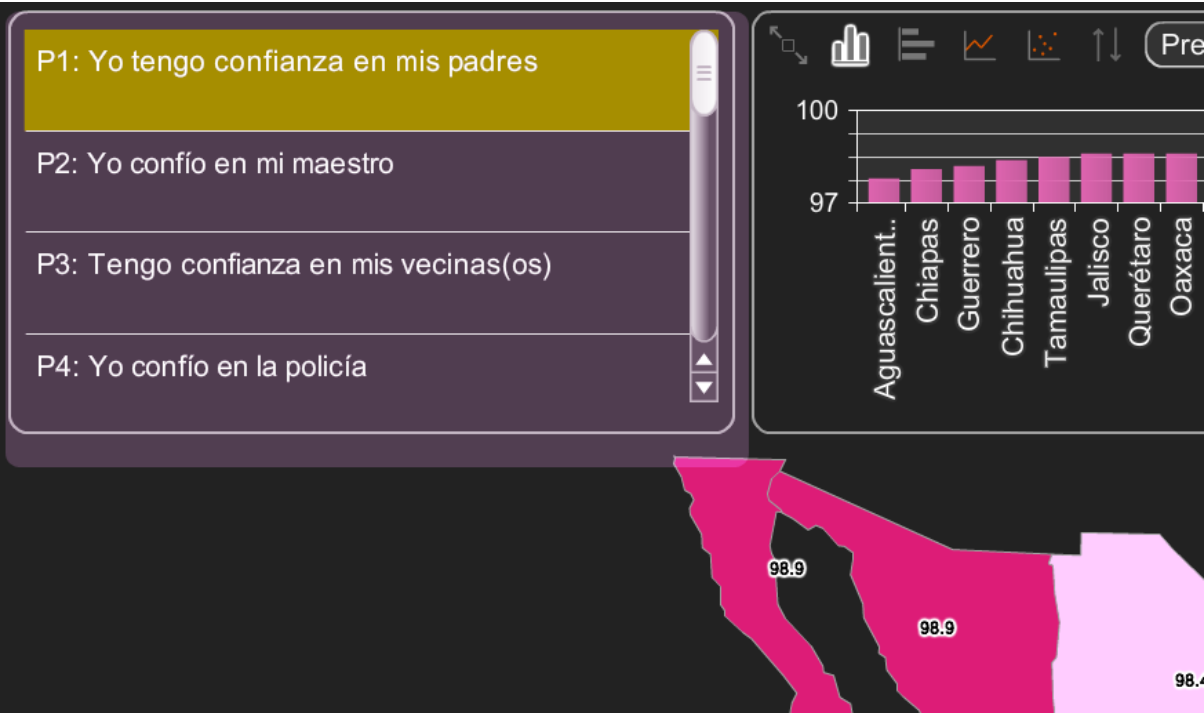 P1: Yo tengo confianza en mis padres
P2: Yo confío en mi maestro
P3: Tengo confianza en mis vecinas(os)
P4: Yo confío en la policía
Pre
100
97
Aguascalient..
Chiapas
Guerrero
Chihuahua
Tamaulipas
Jalisco
Querétaro
Oaxaca
98.9
98.9
98.4